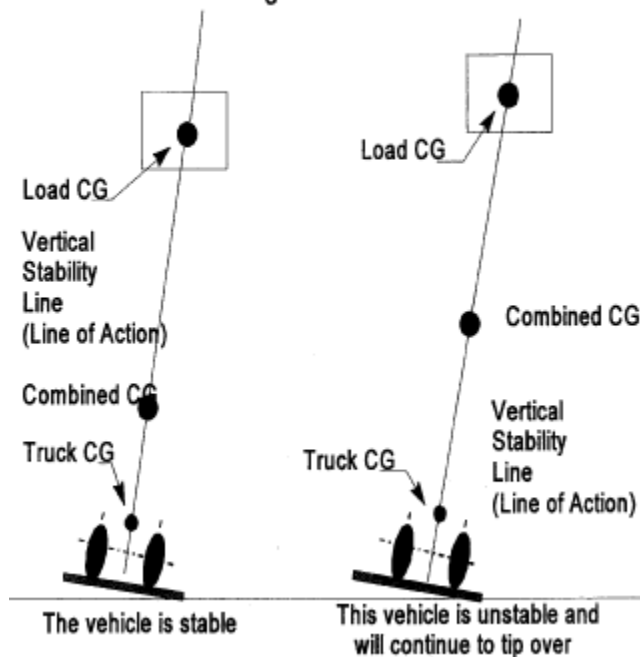 Load CG
Vertical
Stability
Line
(Line of Action)
Combined CG
Truck CG
The vehicle is stable
Load CG
Combined CG
Vertical
Stability
Line
(Line of Action)
Truck CG
This vehicle is unstable and
will continue to tip over